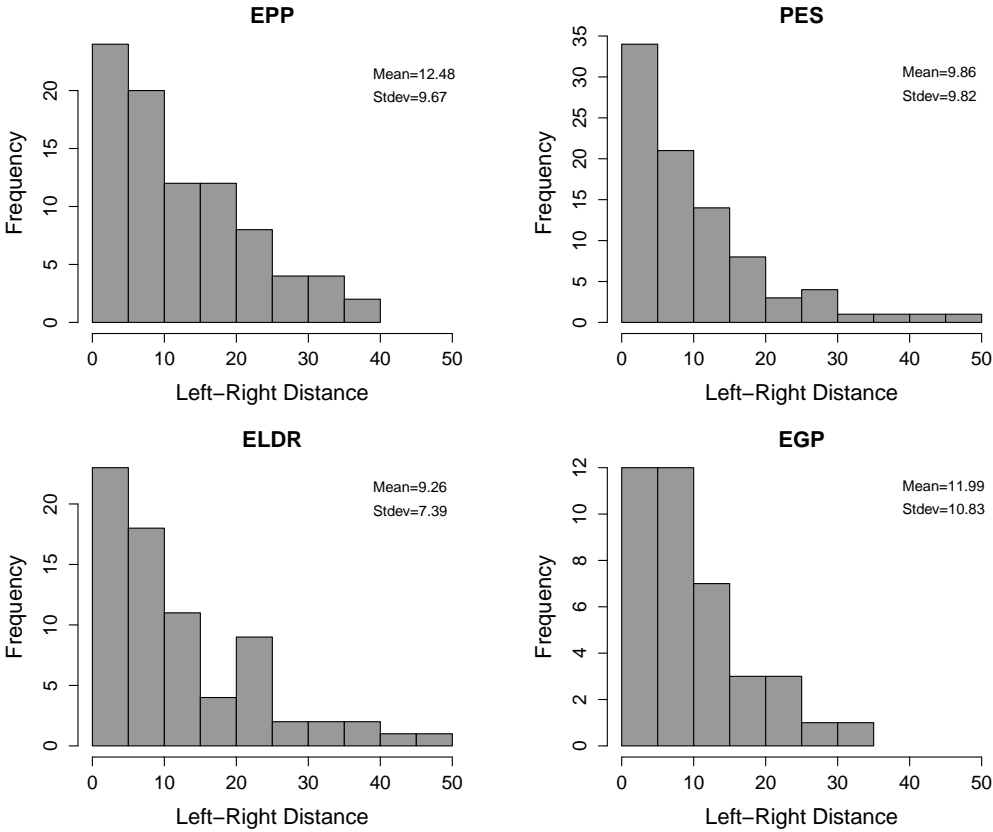 EPP
Mean=12.48
Stdev=9.67
Frequency
0
5
10
15
20
0 10 20 30 40 50
Left−Right Distance
PES
Mean=9.86
Stdev=9.82
Frequency
0
5
10
15
20
25
30
35
0 10 20 30 40 50
Left−Right Distance
ELDR
Mean=9.26
Stdev=7.39
Frequency
0
5
10
15
20
0 10 20 30 40 50
Left−Right Distance
EGP
Mean=11.99
Stdev=10.83
Frequency
0
2
4
6
8
10
12
0 10 20 30 40 50
Left−Right Distance